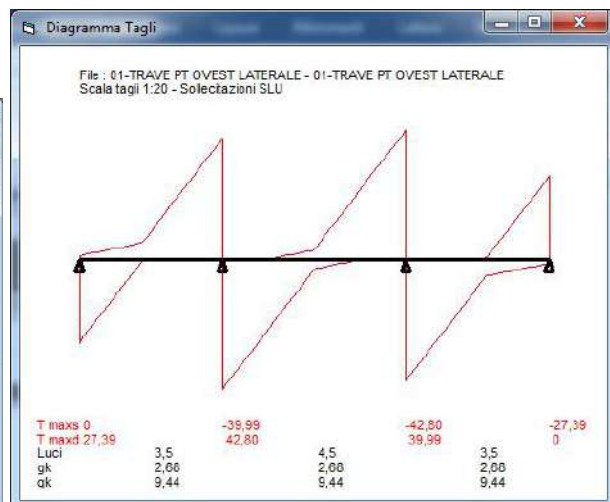 Diagramma Tagli
File : 01-TRAVE PT OVEST LATERALE - 01-TRAVE PT OVEST LATERALE
Scala tagli 1:20 - Sollecitazioni SLU
T maxs 0 -39,99 -42,80 -27,39
T maxd 27,39 42,80 39,99 0
Luci 3,5 4,5 3,5
gk 2,68 2,68 2,68
qk 9,44 9,44 9,44